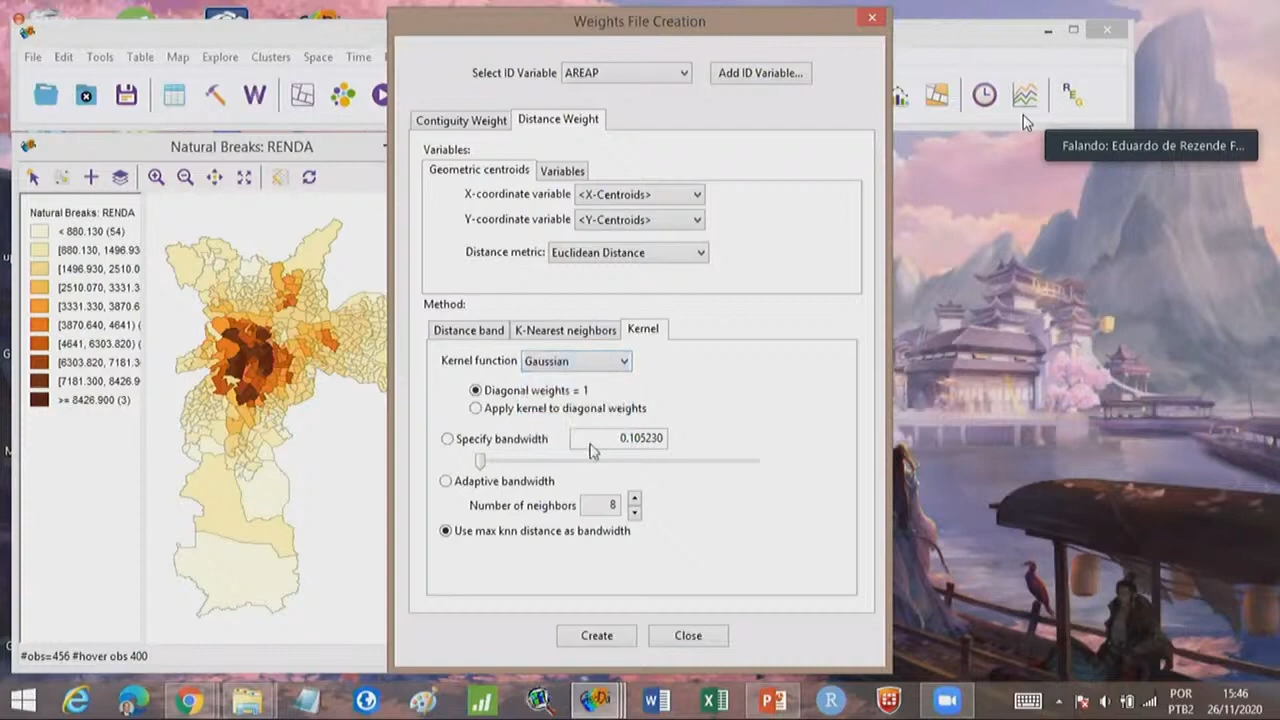 Weights File Creation
File Edit Tools Table Map Explore Clusters Space Time
Select ID Variable AREAP Add ID Variable...
Contiguity Weight Distance Weight
Variables:
Geometric centroids Variables
X-coordinate variable <X-Centroids>
Y-coordinate variable <Y-Centroids>
Distance metric: Euclidean Distance
Method:
Distance band K-Nearest neighbors Kernel
Kernel function Gaussian
Diagonal weights = 1
Apply kernel to diagonal weights
Specify bandwidth 0.105230
Adaptive bandwidth
Number of neighbors 8
Use max knn distance as bandwidth
Create Close
Falando: Eduardo de Rezende F...
Natural Breaks: RENDA
Natural Breaks: RENDA
< 880.130 (54)
[880.130, 1496.93
[1496.930, 2510.0
[2510.070, 3331.3
[3331.330, 3870.6
[3870.640, 4641) (
[4641, 6303.820) (
[6303.820, 7181.3
[7181.300, 8426.9
>= 8426.900 (3)
#obs=456 #hover obs 400
POR
PTB2
15:46
26/11/2020